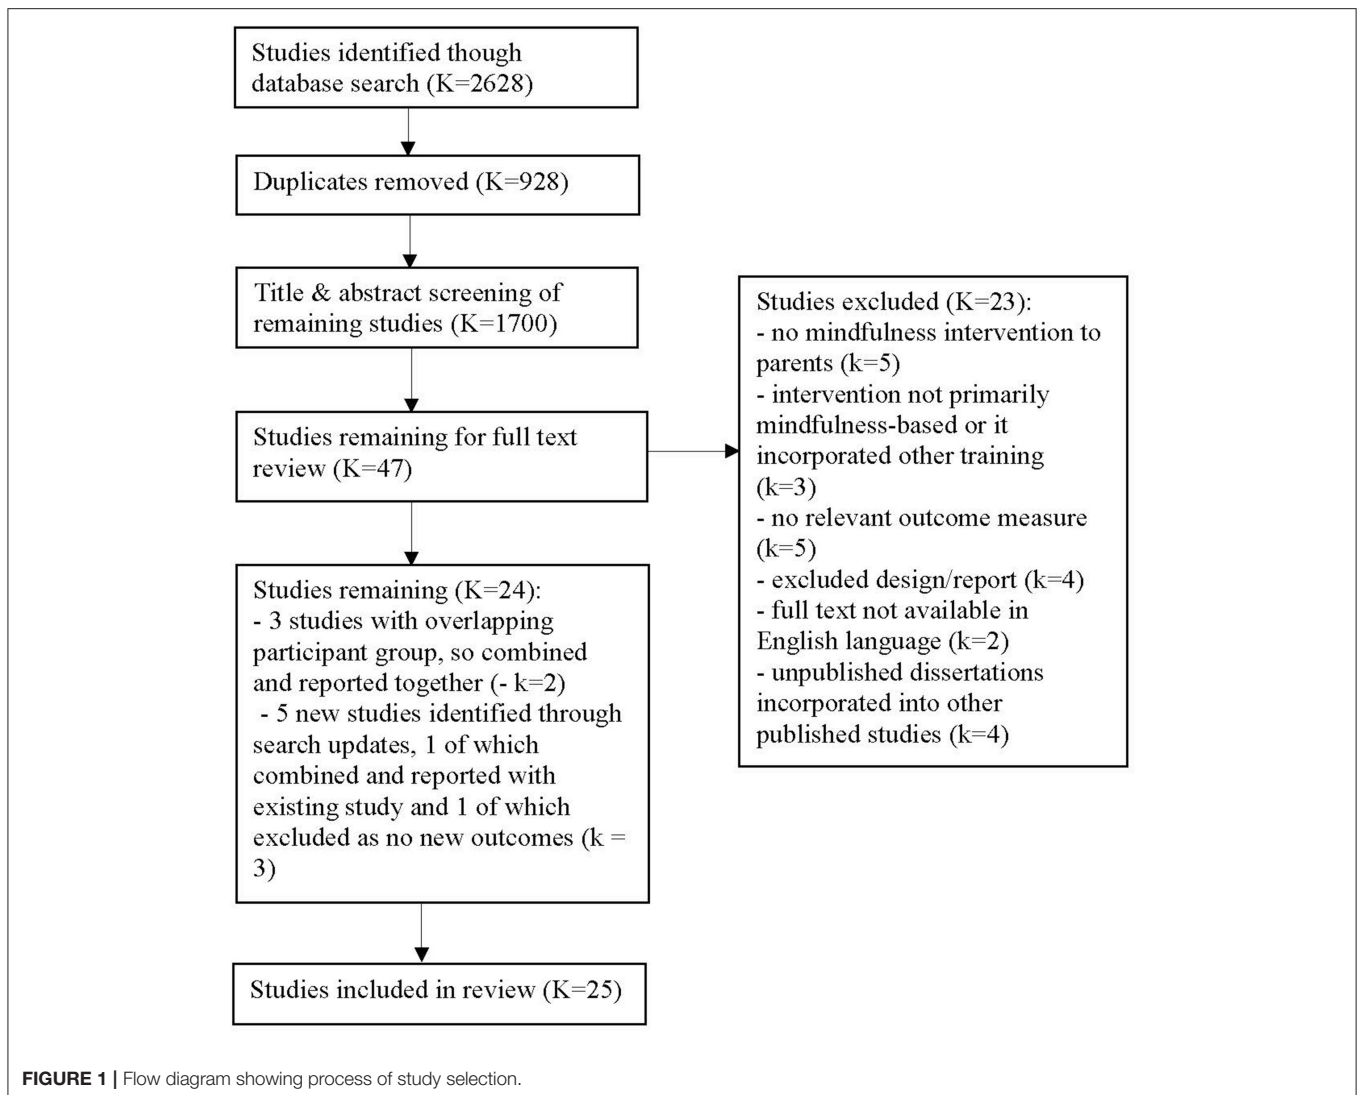 Studies identified though
database search (K=2628)
Duplicates removed (K=928)
Title & abstract screening of
remaining studies (K=1700)
Studies remaining for full text
review (K=47)
Studies excluded (K=23):
- no mindfulness intervention to
parents (k=5)
- intervention not primarily
mindfulness-based or it
incorporated other training
(k=3)
- no relevant outcome measure
(k=5)
- excluded design/report (k=4)
- full text not available in
English language (k=2)
- unpublished dissertations
incorporated into other
published studies (k=4)
Studies remaining (K=24):
- 3 studies with overlapping
participant group, so combined
and reported together (- k=2)
- 5 new studies identified through
search updates, 1 of which
combined and reported with
existing study and 1 of which
excluded as no new outcomes (k =
3)
Studies included in review (K=25)
FIGURE 1 | Flow diagram showing process of study selection.